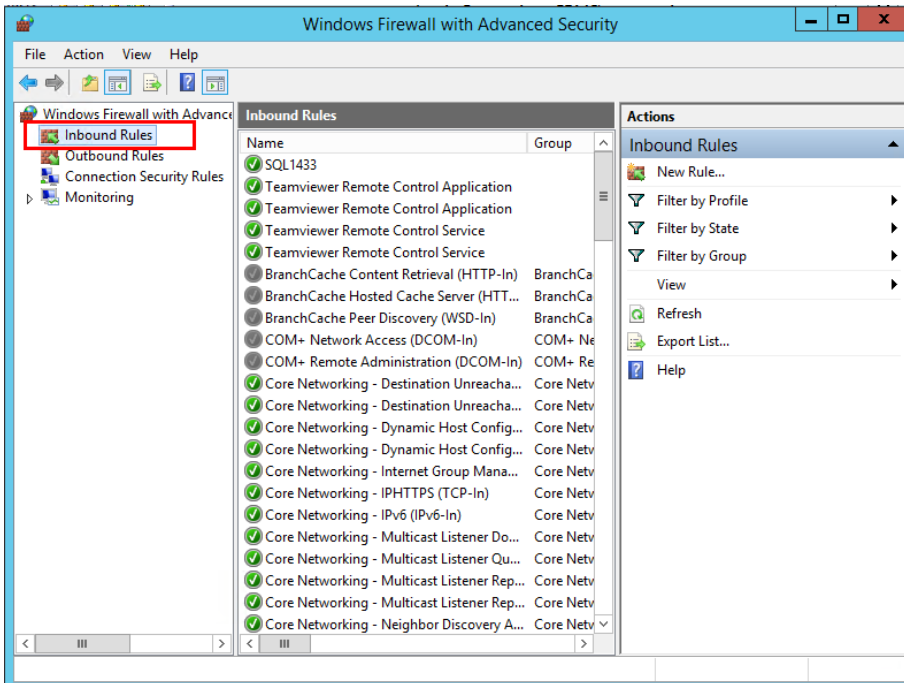 Windows Firewall with Advanced Security
File Action View Help
Windows Firewall with Advance
Inbound Rules
Outbound Rules
Connection Security Rules
Monitoring
Inbound Rules
Name Group
SQL1433
Teamviewer Remote Control Application
Teamviewer Remote Control Application
Teamviewer Remote Control Service
Teamviewer Remote Control Service
BranchCache Content Retrieval (HTTP-In) BranchCa
BranchCache Hosted Cache Server (HTT... BranchCa
BranchCache Peer Discovery (WSD-In) BranchCa
COM+ Network Access (DCOM-In) COM+ Ne
COM+ Remote Administration (DCOM-In) COM+ Re
Core Networking - Destination Unreacha... Core Netw
Core Networking - Destination Unreacha... Core Netw
Core Networking - Dynamic Host Config... Core Netw
Core Networking - Dynamic Host Config... Core Netw
Core Networking - Internet Group Mana... Core Netw
Core Networking - IPHTTPS (TCP-In) Core Netw
Core Networking - IPv6 (IPv6-In) Core Netw
Core Networking - Multicast Listener Do... Core Netw
Core Networking - Multicast Listener Qu... Core Netw
Core Networking - Multicast Listener Rep... Core Netw
Core Networking - Multicast Listener Rep... Core Netw
Core Networking - Neighbor Discovery A... Core Netw
Actions
Inbound Rules
New Rule...
Filter by Profile
Filter by State
Filter by Group
View
Refresh
Export List...
Help